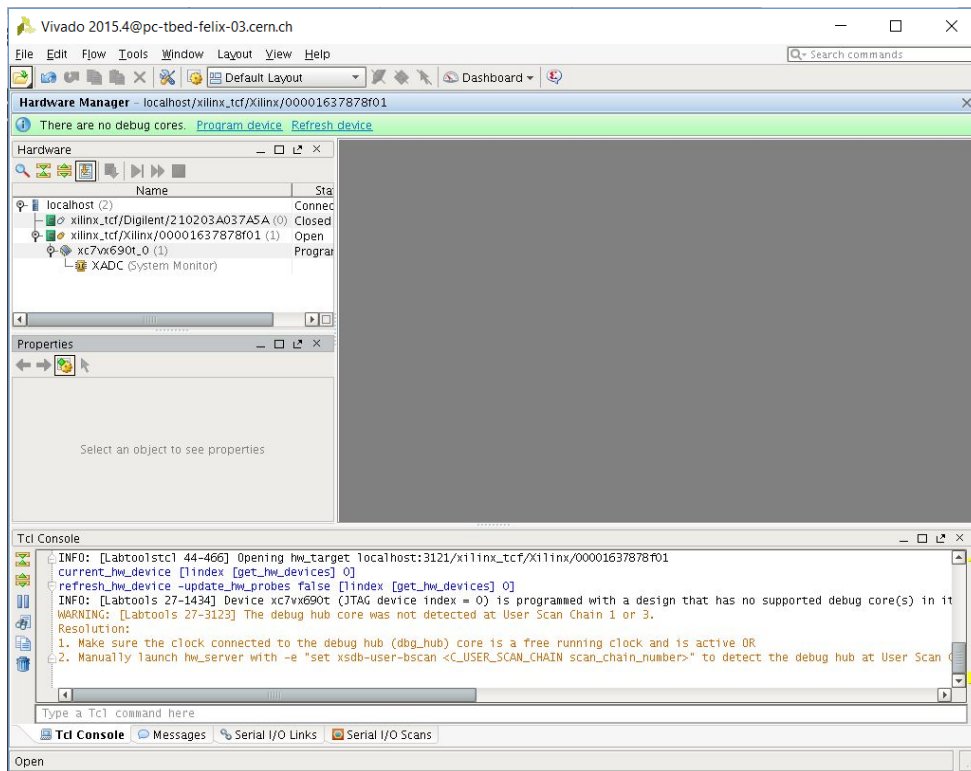 Vivado 2015.4@pc-tbed-felix-03.cern.ch
File Edit Flow Tools Window Layout View Help
Search commands
Default Layout
Dashboard
Hardware Manager - localhost/xilinx_tcf/Xilinx/00001637878f01
There are no debug cores. Program device Refresh device
Hardware
Name Sta
localhost (2) Connec
xilinx_tcf/Digilent/210203A037A5A (0) Closed
xilinx_tcf/Xilinx/00001637878f01 (1) Open
xc7vx690t_0 (1) Program
XADC (System Monitor)
Properties
Select an object to see properties
Tcl Console
INFO: [Labtoolstcl 44-466] Opening hw_target localhost:3121/xilinx_tcf/Xilinx/00001637878f01
current_hw_device [lindex [get_hw_devices] 0]
refresh_hw_device -update_hw_probes false [lindex [get_hw_devices] 0]
INFO: [Labtools 27-1434] Device xc7vx690t (JTAG device index = 0) is programmed with a design that has no supported debug core(s) in it
WARNING: [Labtools 27-3123] The debug hub core was not detected at User Scan Chain 1 or 3.
Resolution:
1. Make sure the clock connected to the debug hub (dbg_hub) core is a free running clock and is active OR
2. Manually launch hw_server with -e "set xsdb-user-bscan <C_USER_SCAN_CHAIN scan_chain_number>" to detect the debug hub at User Scan C
Type a Tcl command here
Tcl Console Messages Serial I/O Links Serial I/O Scans
Open